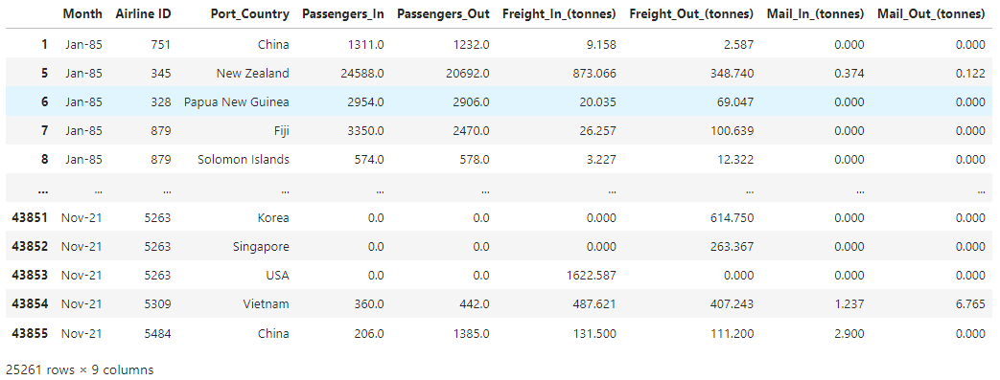 Month Airline ID Port_Country Passengers_In Passengers_Out Freight_In_(tonnes) Freight_Out_(tonnes) Mail_In_(tonnes) Mail_Out_(tonnes)
1 Jan-85 751 China 1311.0 1232.0 9.158 2.587 0.000 0.000
5 Jan-85 345 New Zealand 24588.0 20692.0 873.066 348.740 0.374 0.122
6 Jan-85 328 Papua New Guinea 2954.0 2906.0 20.035 69.047 0.000 0.000
7 Jan-85 879 Fiji 3350.0 2470.0 26.257 100.639 0.000 0.000
8 Jan-85 879 Solomon Islands 574.0 578.0 3.227 12.322 0.000 0.000
... ... ... ... ... ... ... ... ... ...
43851 Nov-21 5263 Korea 0.0 0.0 0.000 614.750 0.000 0.000
43852 Nov-21 5263 Singapore 0.0 0.0 0.000 263.367 0.000 0.000
43853 Nov-21 5263 USA 0.0 0.0 1622.587 0.000 0.000 0.000
43854 Nov-21 5309 Vietnam 360.0 442.0 487.621 407.243 1.237 6.765
43855 Nov-21 5484 China 206.0 1385.0 131.500 111.200 2.900 0.000
25261 rows × 9 columns